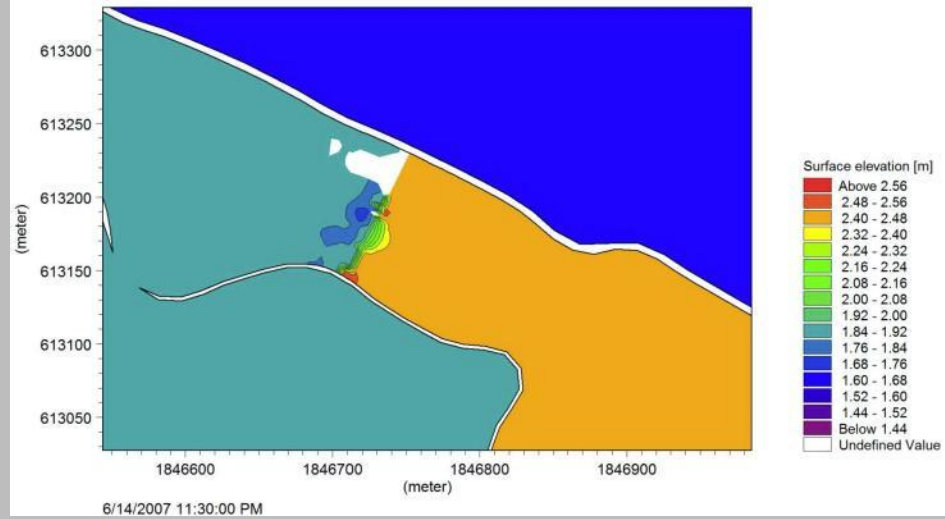 613300
613250
613200
613150
613100
613050
(meter)
1846600 1846700 1846800 1846900
(meter)
6/14/2007 11:30:00 PM
Surface elevation [m]
Above 2.56
2.48 - 2.56
2.40 - 2.48
2.32 - 2.40
2.24 - 2.32
2.16 - 2.24
2.08 - 2.16
2.00 - 2.08
1.92 - 2.00
1.84 - 1.92
1.76 - 1.84
1.68 - 1.76
1.60 - 1.68
1.52 - 1.60
1.44 - 1.52
Below 1.44
Undefined Value